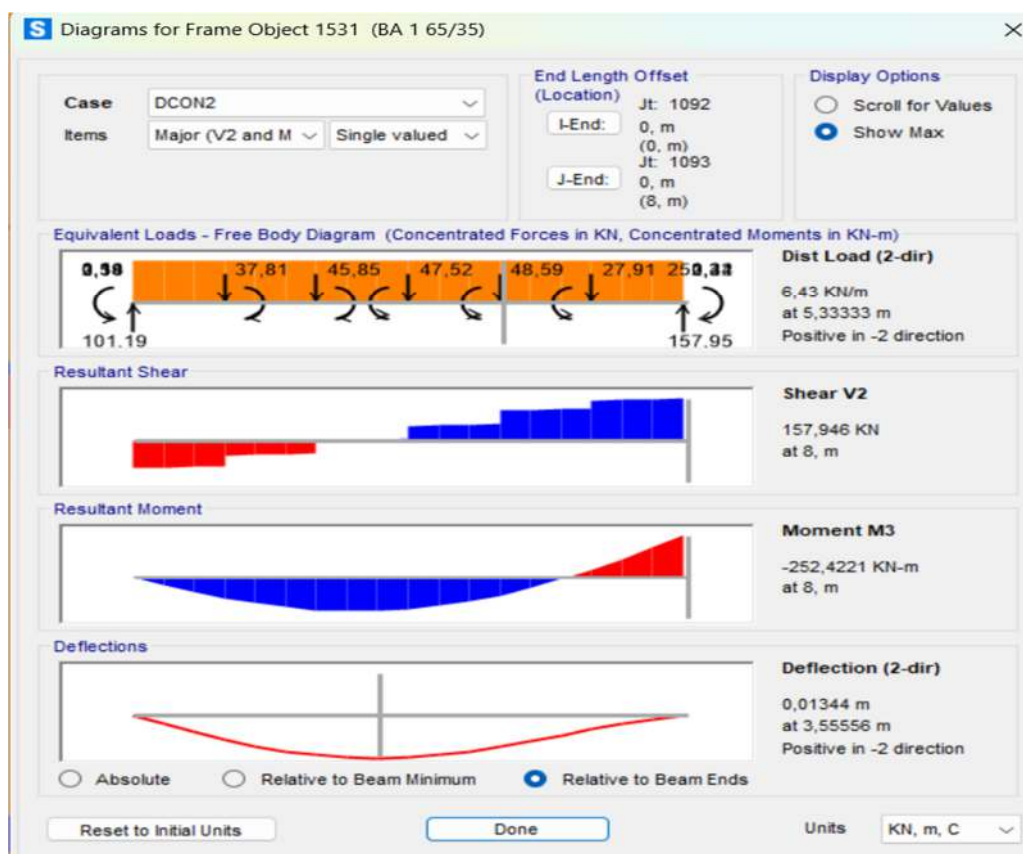 S Diagrams for Frame Object 1531 (BA 1 65/35)
Case DCON2
Items Major (V2 and M Single valued
End Length Offset
(Location)
I-End:
Jt: 1092
0, m
(0, m)
J-End:
Jt: 1093
0, m
(8, m)
Display Options
Scroll for Values
Show Max
Equivalent Loads - Free Body Diagram (Concentrated Forces in KN, Concentrated Moments in KN-m)
37,81 45,85 47,52 48,59 27,91
101.19 157.95
Dist Load (2-dir)
6,43 KN/m
at 5,33333 m
Positive in -2 direction
Resultant Shear
Shear V2
157,946 KN
at 8, m
Resultant Moment
Moment M3
-252,4221 KN-m
at 8, m
Deflections
Deflection (2-dir)
0,01344 m
at 3,55556 m
Positive in -2 direction
Absolute Relative to Beam Minimum Relative to Beam Ends
Reset to Initial Units Done Units KN, m, C